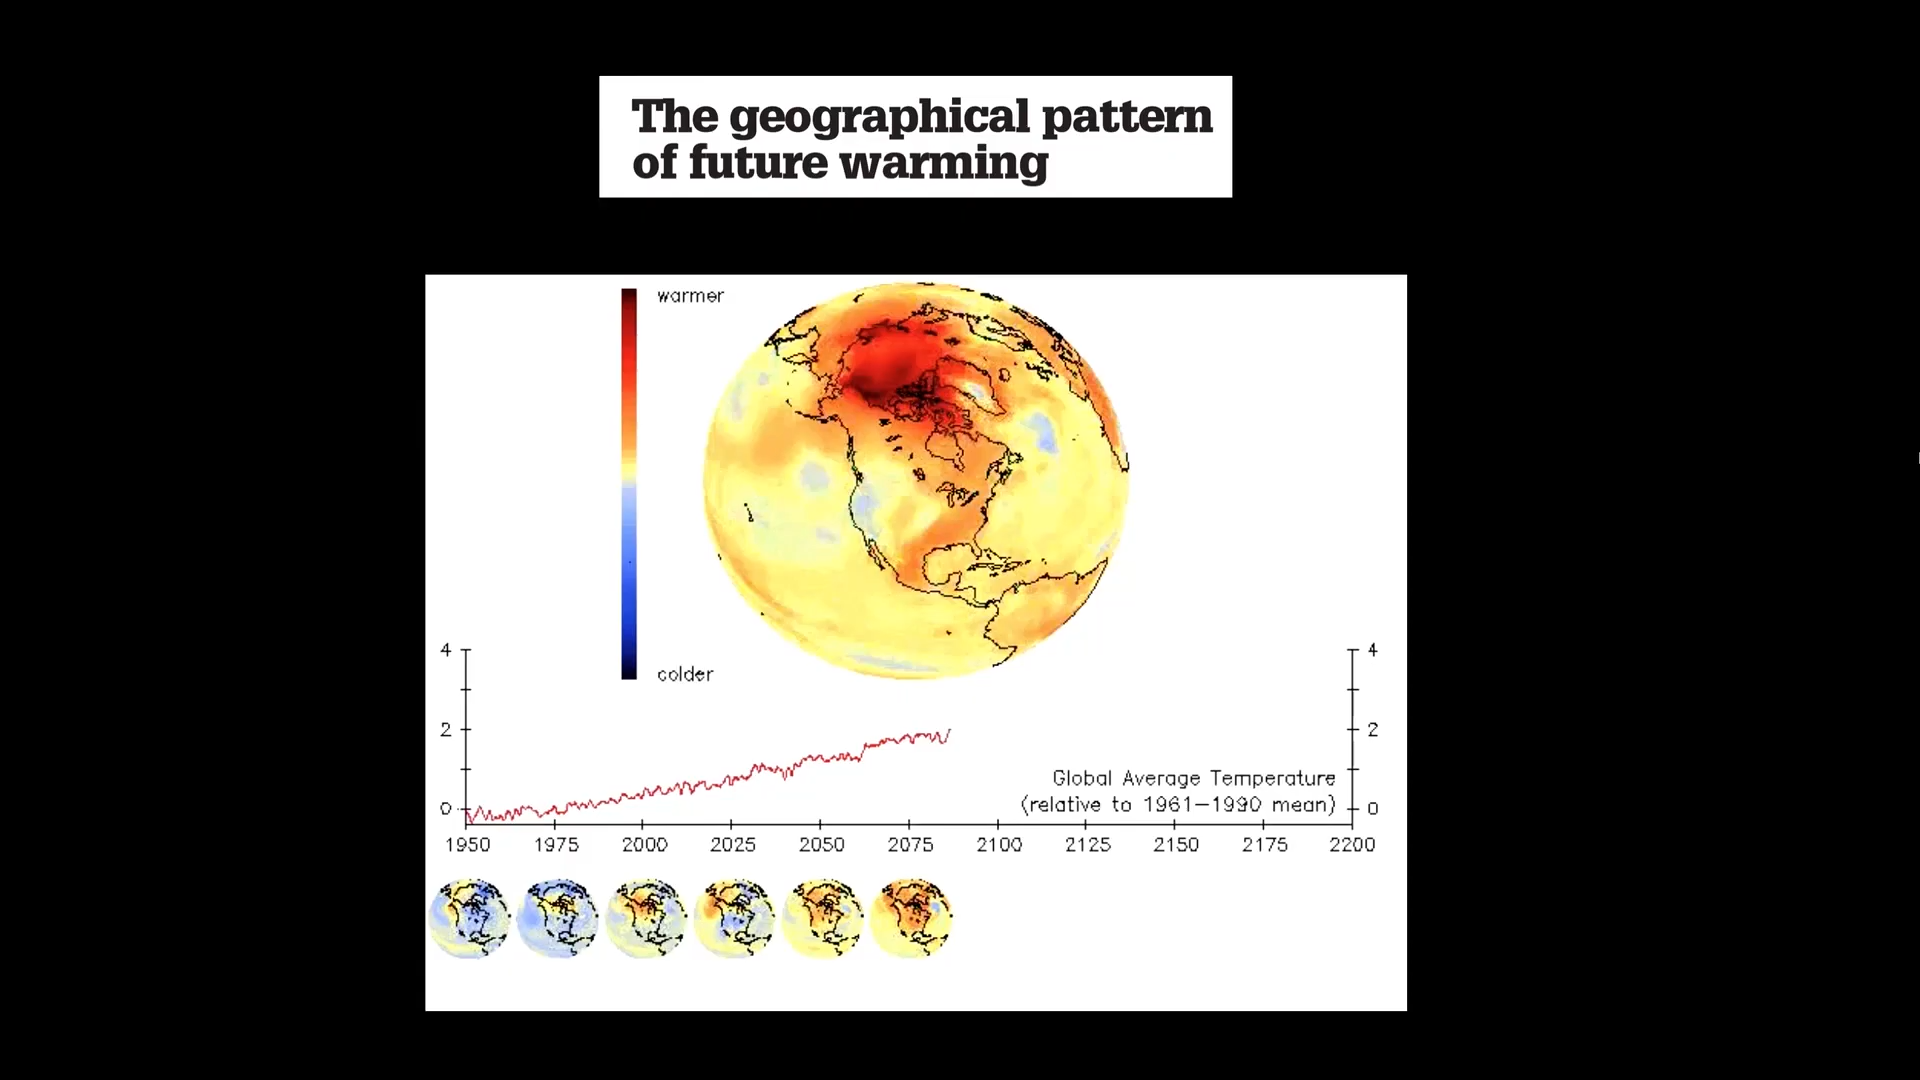 The geographical pattern
of future warming
warmer
colder
4
2
0
4
2
0
Global Average Temperature
(relative to 1961–1990 mean)
1950 1975 2000 2025 2050 2075 2100 2125 2150 2175 2200